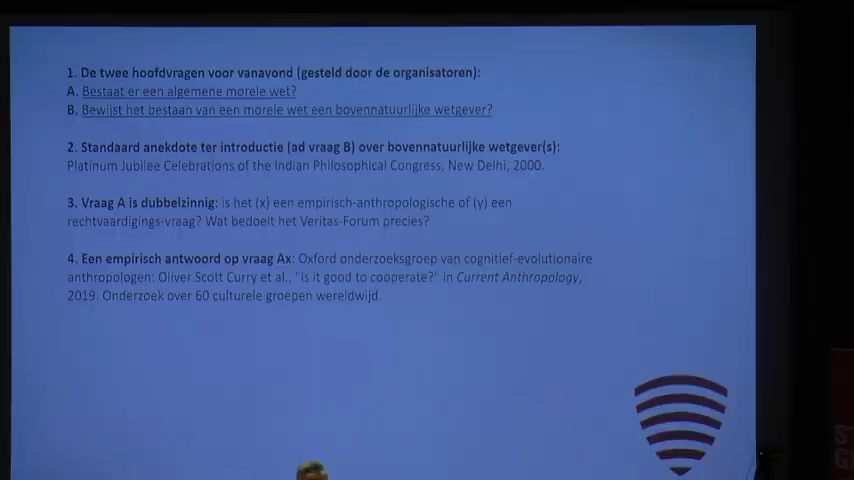 1. De twee hoofdvragen voor vanavond (gesteld door de organisatoren):
A. Bestaat er een algemene morele wet?
B. Bewijst het bestaan van een morele wet een bovennatuurlijke wetgever?
2. Standaard anekdote ter introductie (ad vraag B) over bovennatuurlijke wetgever(s):
Platinum Jubilee Celebrations of the Indian Philosophical Congress, New Delhi, 2000.
3. Vraag A is dubbelzinnig: is het (x) een empirisch-anthropologische of (y) een
rechtvaardigings-vraag? Wat bedoelt het Veritas-Forum precies?
4. Een empirisch antwoord op vraag Ax: Oxford onderzoeksgroep van cognitief-evolutionaire
anthropologen: Oliver Scott Curry et al., "Is it good to cooperate?" in Current Anthropology,
2019. Onderzoek over 60 culturele groepen wereldwijd.